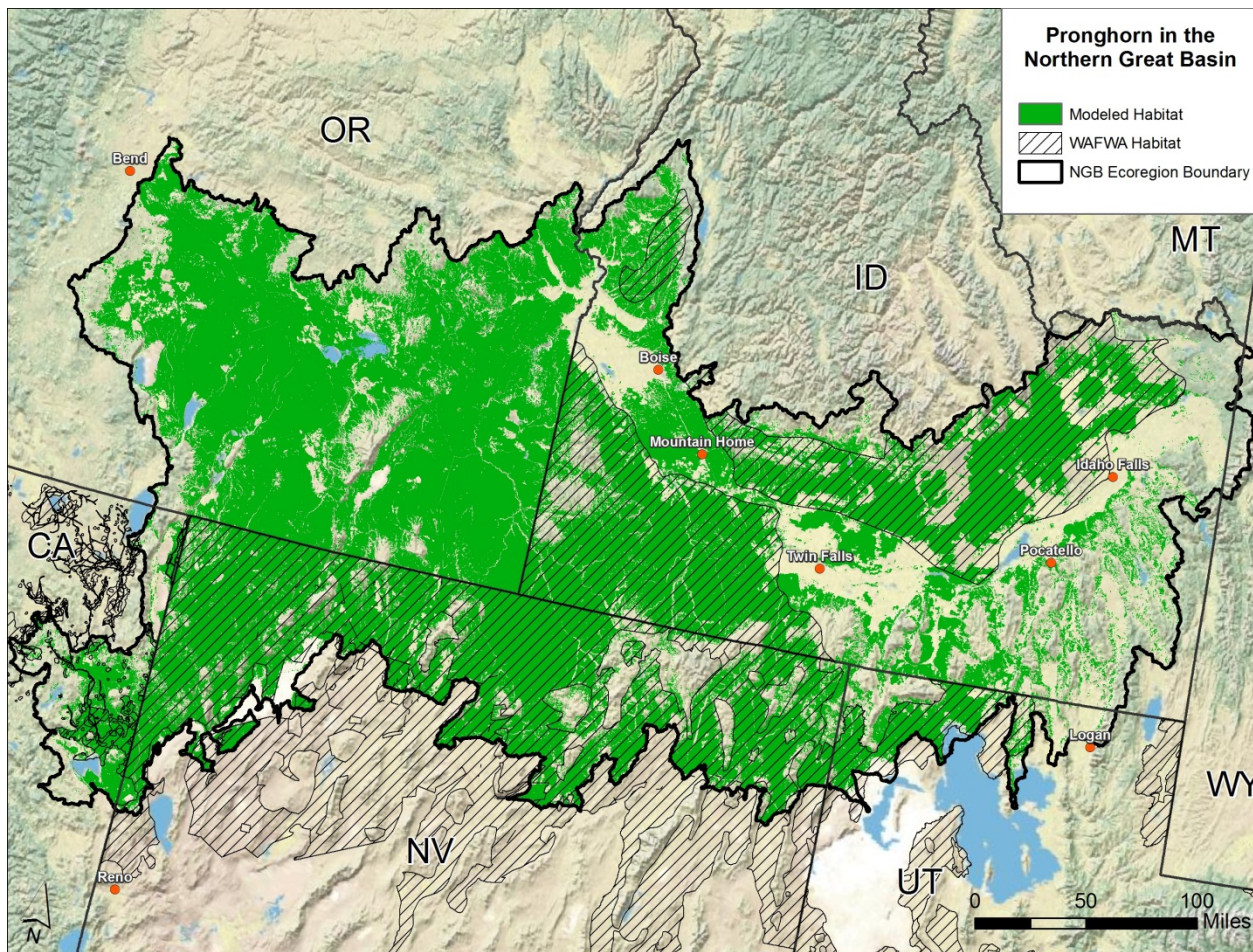 Pronghorn in the
Northern Great Basin
Modeled Habitat
WAFWA Habitat
NGB Ecoregion Boundary
OR
Bend
MT
ID
Boise
Mountain Home
Idaho Falls
CA
Twin Falls
Pocatello
Logan
WY
NV
Reno
UT
0 50 100
Miles
N